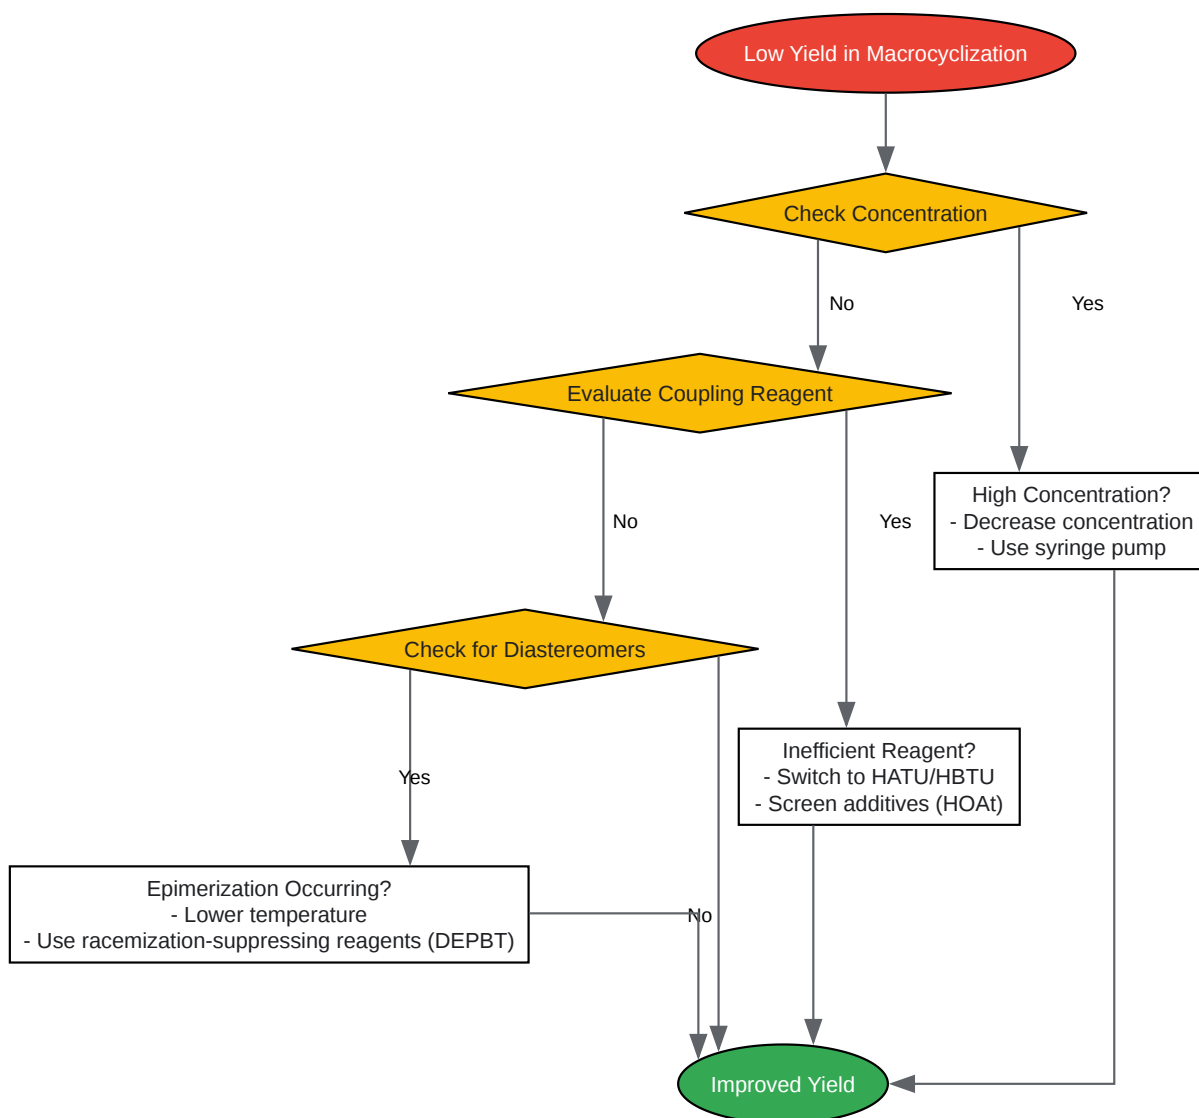 Low Yield in Macrocyclization
Check Concentration
No
Yes
Evaluate Coupling Reagent
High Concentration?
- Decrease concentration
- Use syringe pump
No
Yes
Check for Diastereomers
Inefficient Reagent?
- Switch to HATU/HBTU
- Screen additives (HOAt)
Yes
Epimerization Occurring?
- Lower temperature
- Use racemization-suppressing reagents (DEPBT)
No
Improved Yield